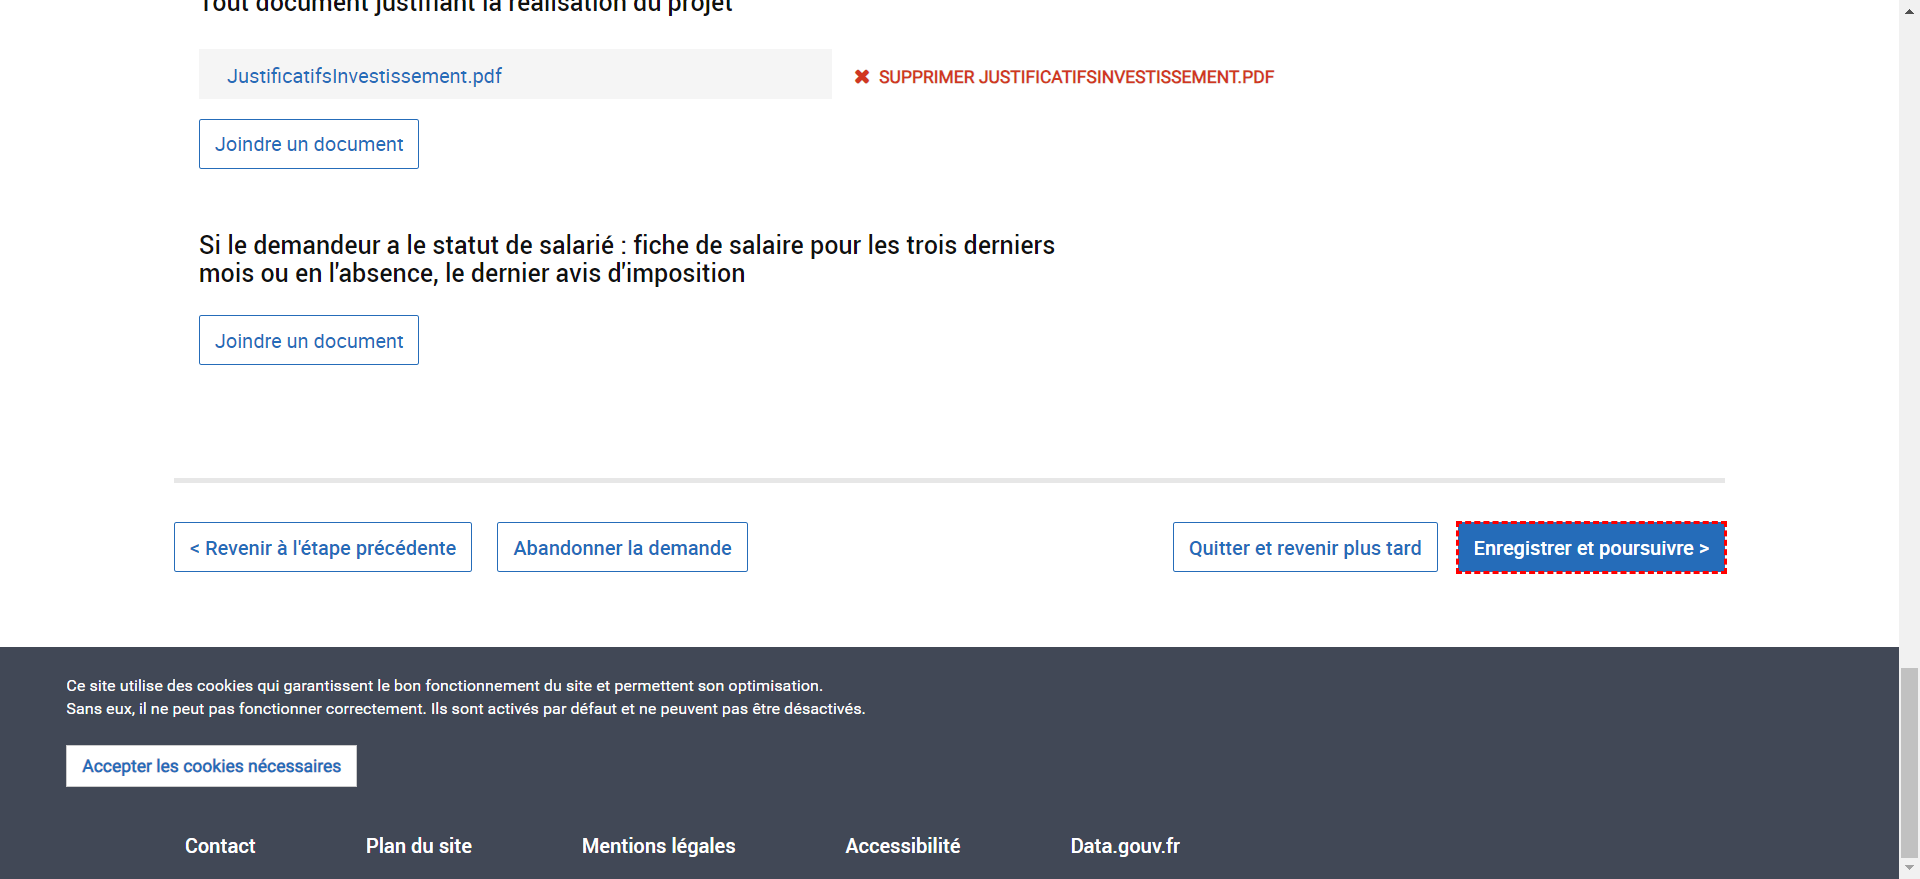 Tout document justifiant la réalisation du projet
JustificatifsInvestissement.pdf
SUPPRIMER JUSTIFICATIFSINVESTISSEMENT.PDF
Joindre un document
Si le demandeur a le statut de salarié : fiche de salaire pour les trois derniers
mois ou en l'absence, le dernier avis d'imposition
Joindre un document
< Revenir à l'étape précédente
Abandonner la demande
Quitter et revenir plus tard
Enregistrer et poursuivre >
Ce site utilise des cookies qui garantissent le bon fonctionnement du site et permettent son optimisation.
Sans eux, il ne peut pas fonctionner correctement. Ils sont activés par défaut et ne peuvent pas être désactivés.
Accepter les cookies nécessaires
Contact
Plan du site
Mentions légales
Accessibilité
Data.gouv.fr